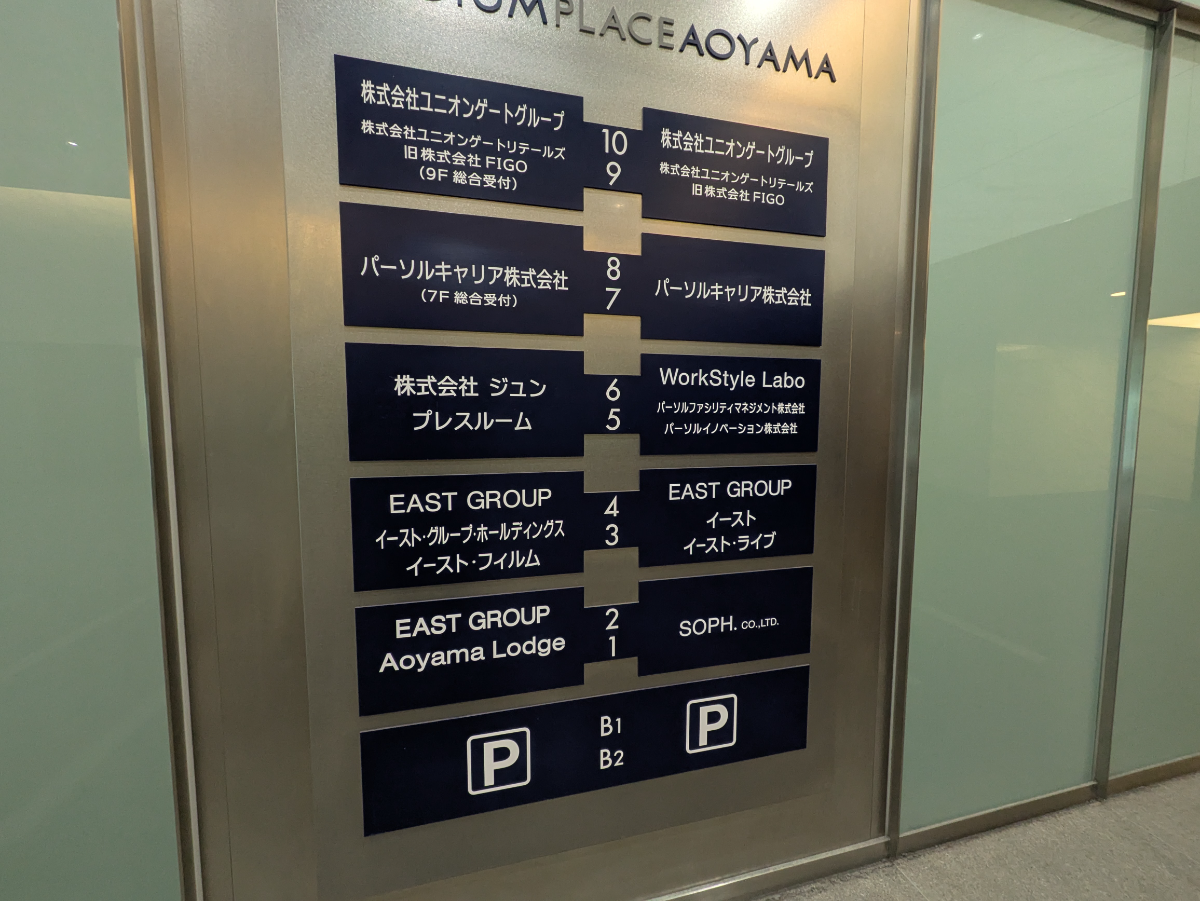 PLACEAOYAMA
株式会社ユニオンゲートグループ
株式会社ユニオンゲートリテールズ
旧 株式会社 FIGO
(9F 総合受付)
10
9
株式会社ユニオンゲートグループ
株式会社ユニオンゲートリテールズ
旧 株式会社 FIGO
パーソルキャリア株式会社
(7F 総合受付)
8
7
パーソルキャリア株式会社
株式会社 ジュン
プレスルーム
6
5
WorkStyle Labo
パーソルファシリティマネジメント株式会社
パーソルイノベーション株式会社
EAST GROUP
イースト・グループ・ホールディングス
イースト・フィルム
4
3
EAST GROUP
イースト
イースト・ライブ
EAST GROUP
Aoyama Lodge
2
1
SOPH. CO.,LTD.
P
B1
B2
P